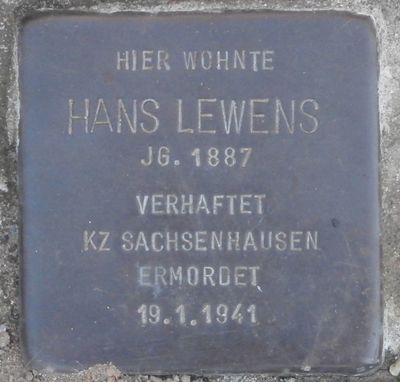 HIER WOHNTE
HANS LEWENS
JG. 1887
VERHAFTET
KZ SACHSENHAUSEN
ERMORDET
19.1.1941